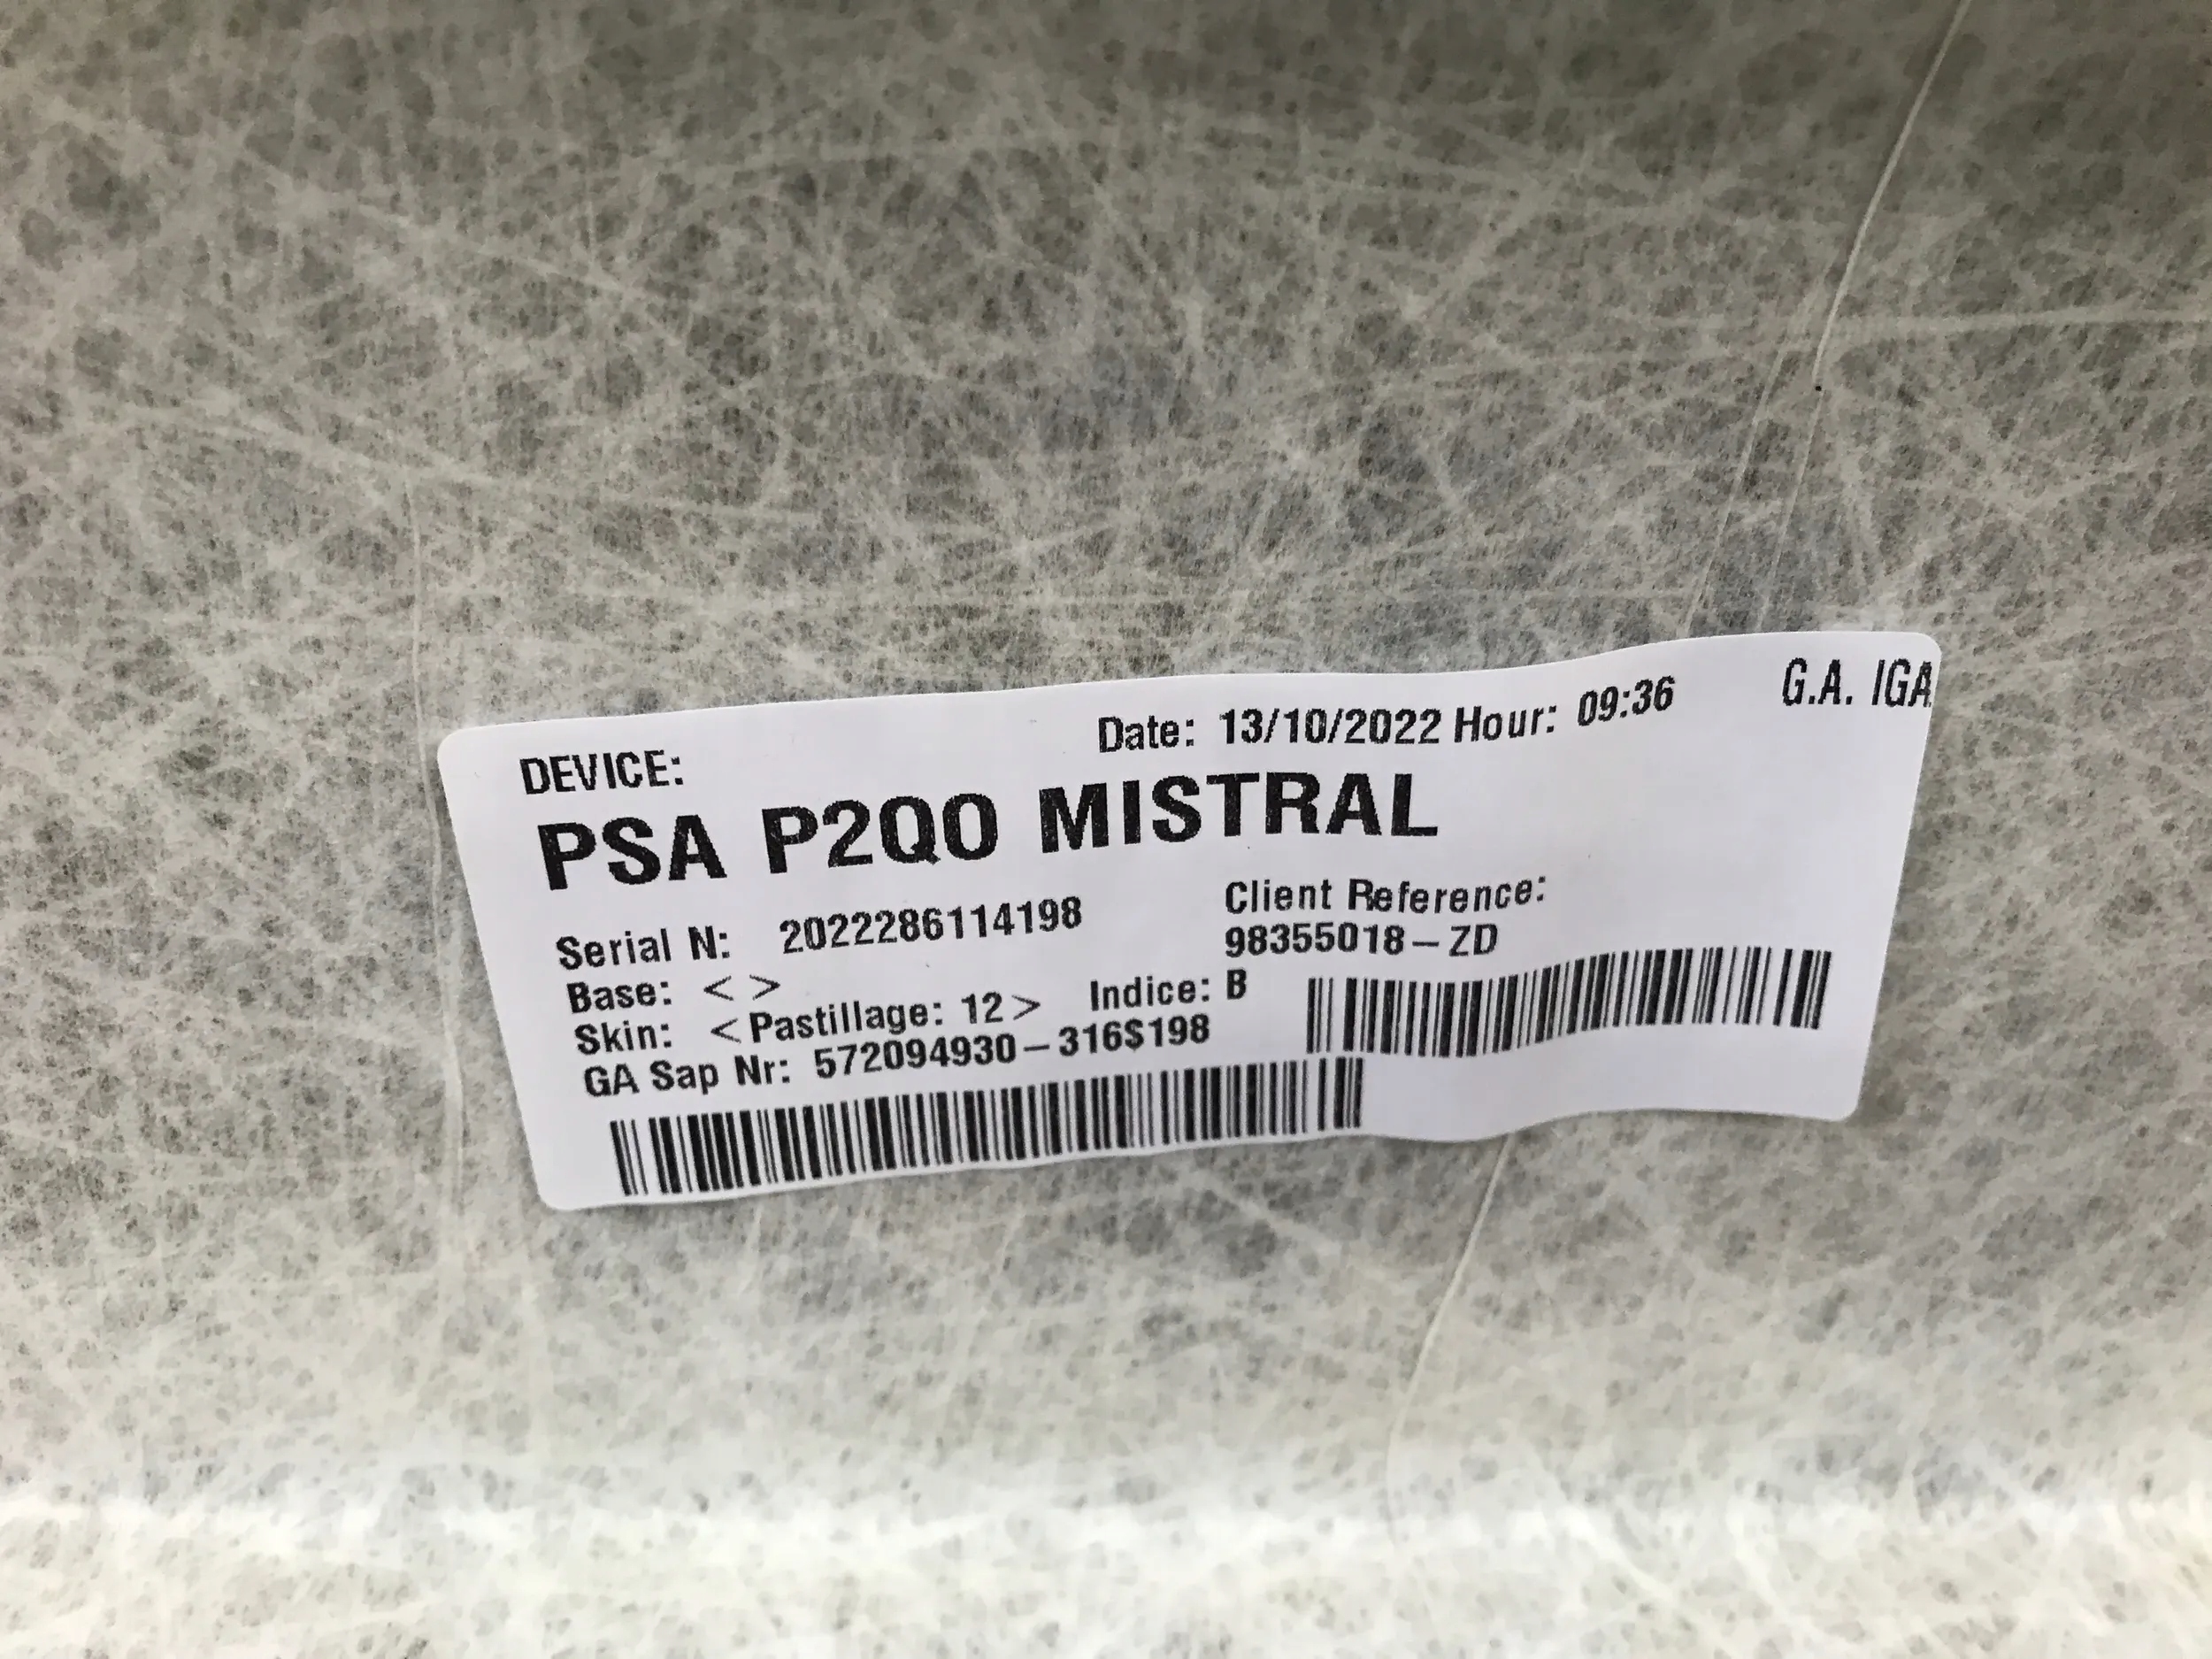 DEVICE: Date: 13/10/2022 Hour: 09:36 G.A. IGA
PSA P2QO MISTRAL
Serial N: 2022286114198
Client Reference:
98355018-ZD
Base: < >
Skin: <Pastillage: 12> Indice: B
GA Sap Nr: 572094930-316$198